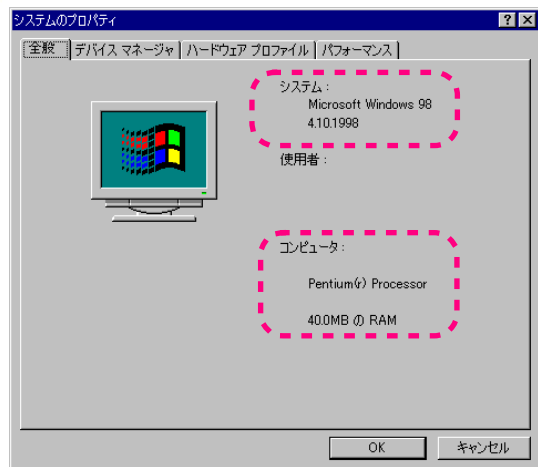 システムのプロパティ
全般 デバイス マネージャ ハードウェア プロファイル パフォーマンス
システム :
Microsoft Windows 98
4.10.1998
使用者 :
コンピュータ :
Pentium(r) Processor
40.0MB の RAM
OK キャンセル